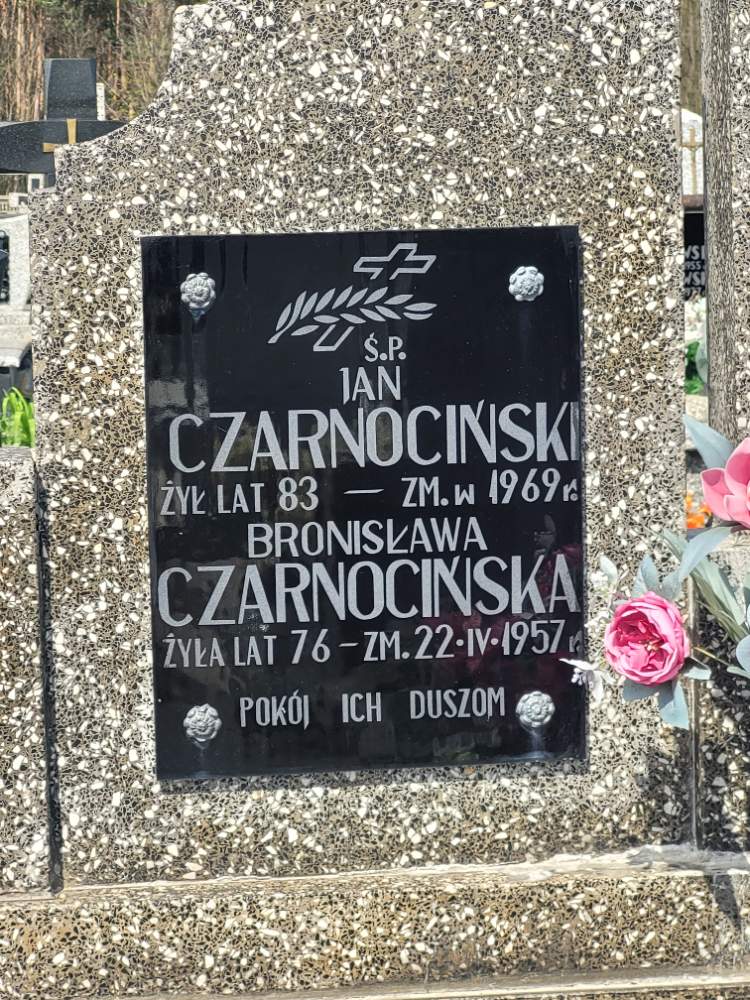 Ś.P.
JAN
CZARNOCIŃSKI
ŻYŁ LAT 83 — ZM. w 1969 r.
BRONISŁAWA
CZARNOCIŃSKA
ŻYŁA LAT 76 – ZM. 22·IV·1957 r.
POKÓJ ICH DUSZOM